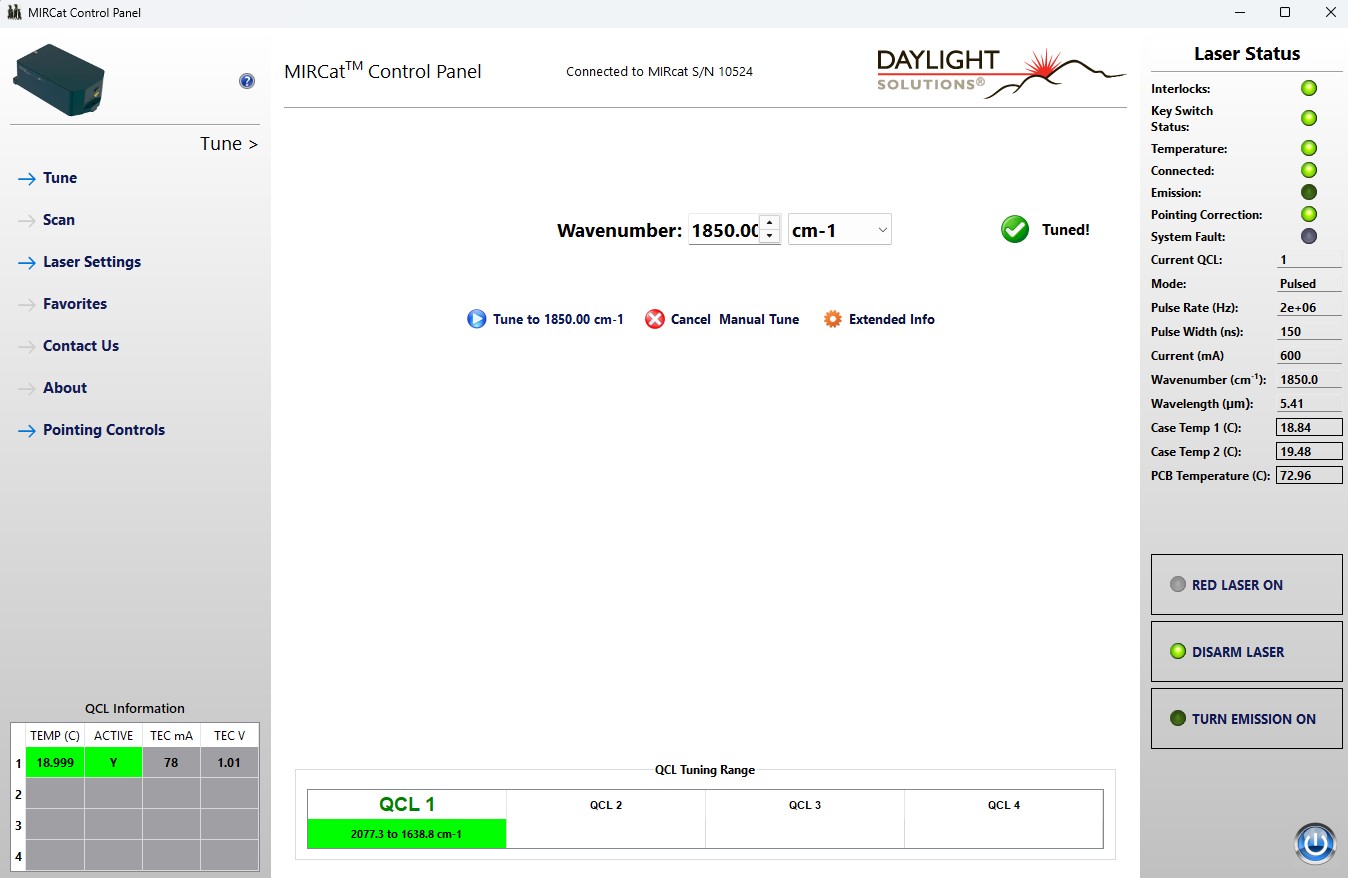 MIRCat Control Panel
?
Tune >
Tune
Scan
Laser Settings
Favorites
Contact Us
About
Pointing Controls
QCL Information
TEMP (C) ACTIVE TEC mA TEC V
1 18.999 Y 78 1.01
2
3
4
MIRCat™ Control Panel
Connected to MIRcat S/N 10524
DAYLIGHT
SOLUTIONS®
Wavenumber: 1850.00 cm-1
Tuned!
Tune to 1850.00 cm-1
Cancel Manual Tune
Extended Info
QCL Tuning Range
QCL 1 QCL 2 QCL 3 QCL 4
2077.3 to 1638.8 cm-1
Laser Status
Interlocks:
Key Switch
Status:
Temperature:
Connected:
Emission:
Pointing Correction:
System Fault:
Current QCL: 1
Mode: Pulsed
Pulse Rate (Hz): 2e+06
Pulse Width (ns): 150
Current (mA) 600
Wavenumber (cm⁻¹): 1850.0
Wavelength (µm): 5.41
Case Temp 1 (C): 18.84
Case Temp 2 (C): 19.48
PCB Temperature (C): 72.96
RED LASER ON
DISARM LASER
TURN EMISSION ON